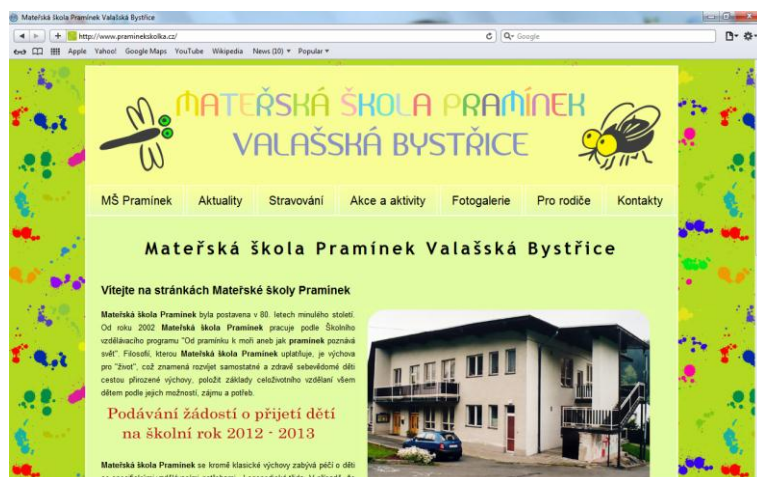 Mateřská škola Pramínek Valašská Bystřice
http://www.praminekskolka.cz/
Google
Apple Yahoo! Google Maps YouTube Wikipedia News (20) Popular
MATEŘSKÁ ŠKOLA PRAMÍNEK
VALAŠSKÁ BYSTŘICE
MŠ Pramínek Aktuality Stravování Akce a aktivity Fotogalerie Pro rodiče Kontakty
Mateřská škola Pramínek Valašská Bystřice
Vítejte na stránkách Mateřské školy Pramínek
Mateřská škola Pramínek byla postavena v 80. letech minulého století.
Od roku 2002 Mateřská škola Pramínek pracuje podle Školního
vzdělávacího programu "Od pramínku k moři aneb jak pramínek poznává
svět". Filosofií, kterou Mateřská škola Pramínek uplatňuje, je výchova
pro "život", což znamená rozvíjet samostatné a zdravě sebevědomé děti
cestou přirozené výchovy, položit základy celoživotního vzdělaní všem
dětem podle jejich možností, zájmu a potřeb.
Podávání žádostí o přijetí dětí
na školní rok 2012 - 2013
Mateřská škola Pramínek se kromě klasické výchovy zabývá péčí o děti